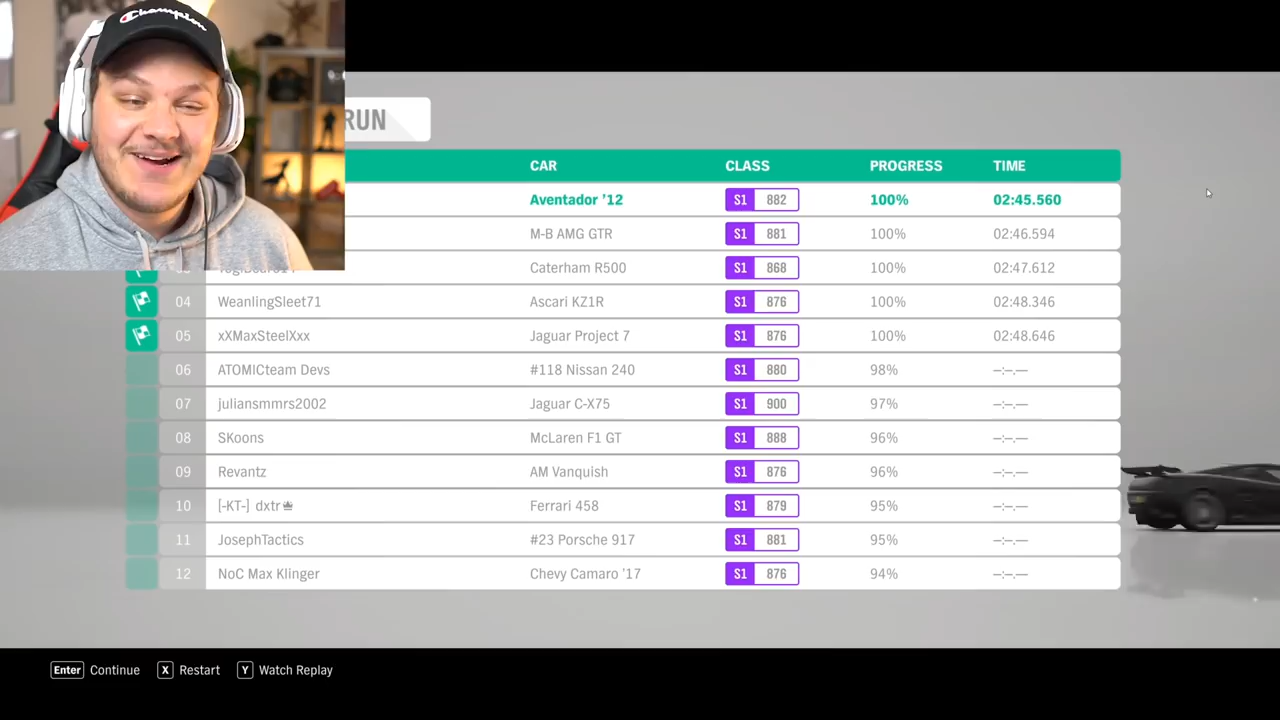 Champion
RUN
CAR CLASS PROGRESS TIME
Aventador '12 S1 882 100% 02:45.560
M-B AMG GTR S1 881 100% 02:46.594
Caterham R500 S1 868 100% 02:47.612
04 WeanlingSleet71 Ascari KZ1R S1 876 100% 02:48.346
05 xXMaxSteelXxx Jaguar Project 7 S1 876 100% 02:48.646
06 ATOMICteam Devs #118 Nissan 240 S1 880 98% --:--.---
07 juliansmmrs2002 Jaguar C-X75 S1 900 97% --:--.---
08 SKoons McLaren F1 GT S1 888 96% --:--.---
09 Revantz AM Vanquish S1 876 96% --:--.---
10 [-KT-] dxtr Ferrari 458 S1 879 95% --:--.---
11 JosephTactics #23 Porsche 917 S1 881 95% --:--.---
12 NoC Max Klinger Chevy Camaro '17 S1 876 94% --:--.---
Enter Continue X Restart Y Watch Replay